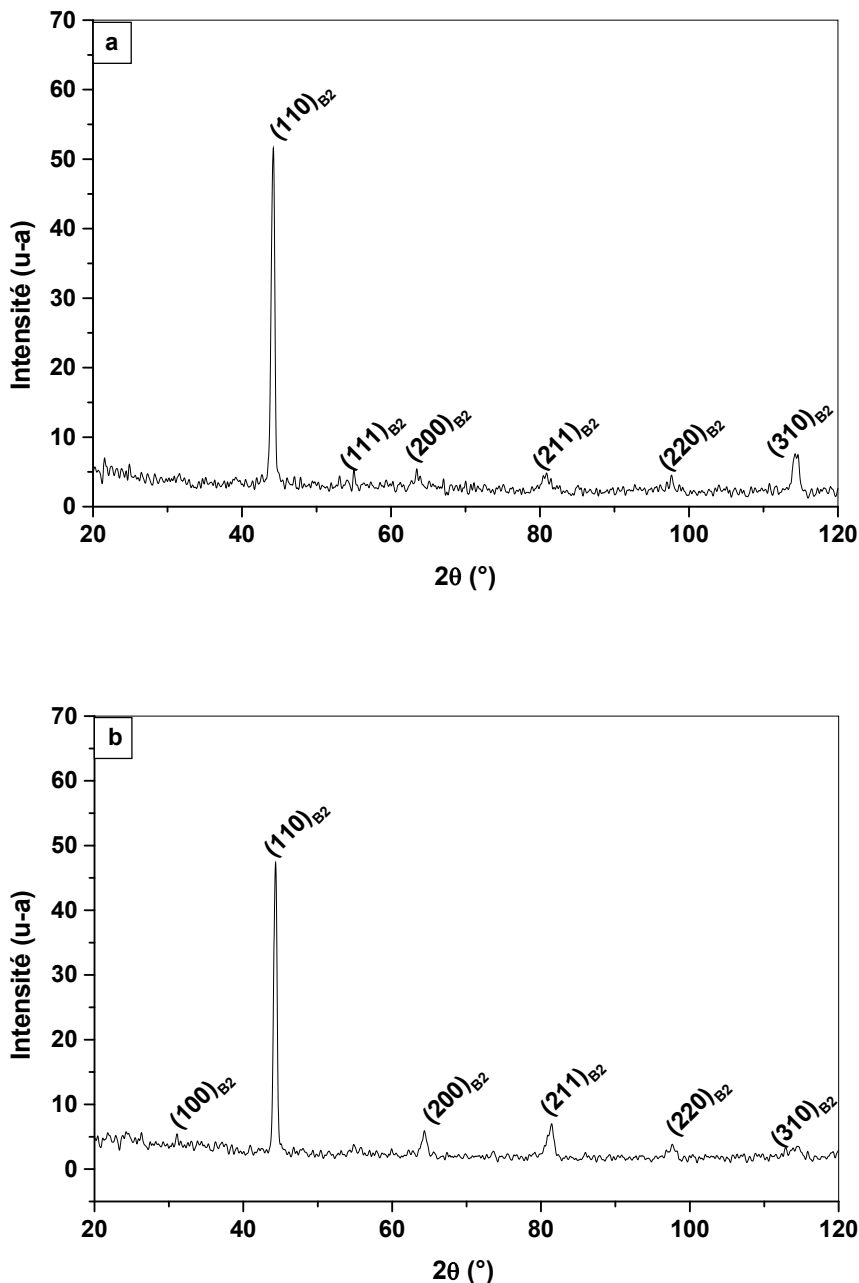 a
70
60
50
40
30
20
10
0
Intensité (u-a)
(110)B2
(111)B2
(200)B2
(211)B2
(220)B2
(310)B2
20 40 60 80 100 120
2θ (°)
b
70
60
50
40
30
20
10
0
Intensité (u-a)
(100)B2
(110)B2
(200)B2
(211)B2
(220)B2
(310)B2
20 40 60 80 100 120
2θ (°)